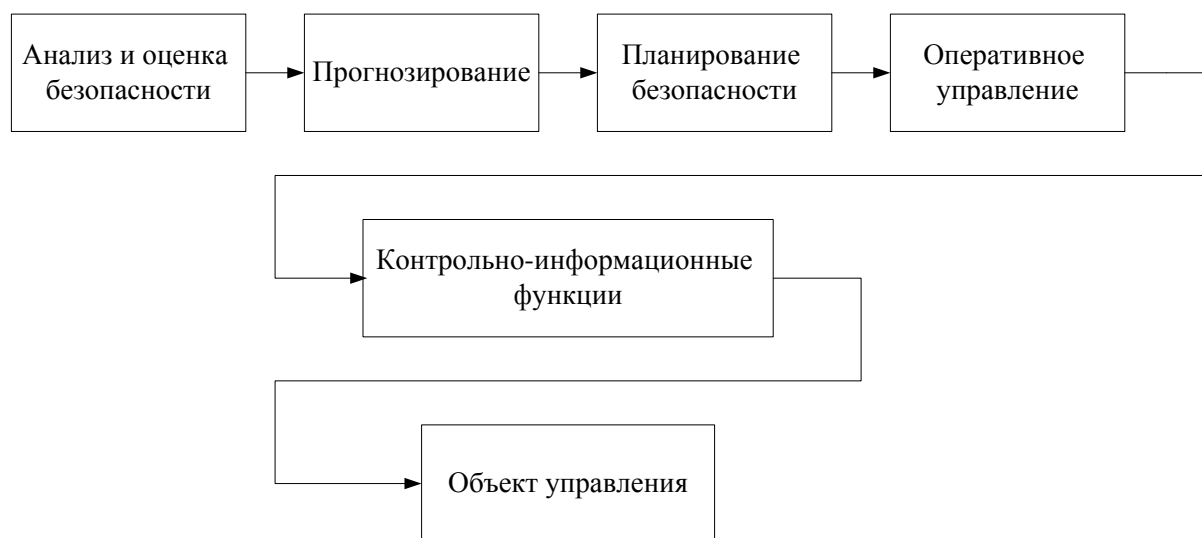 Анализ и оценка
безопасности
Прогнозирование
Планирование
безопасности
Оперативное
управление
Контрольно-информационные
функции
Объект управления